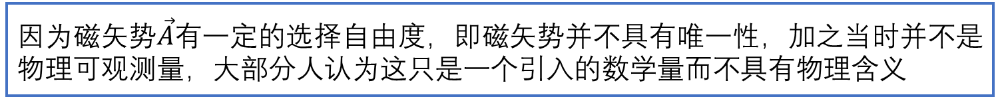 因为磁矢势A⃗有一定的选择自由度，即磁矢势并不具有唯一性，加之当时并不是
物理可观测量，大部分人认为这只是一个引入的数学量而不具有物理含义